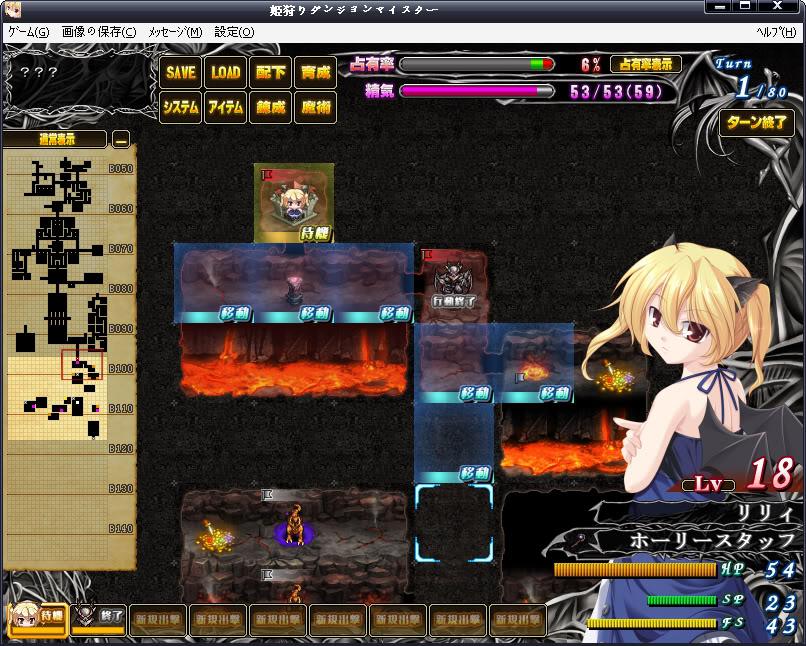 姫狩りダンジョンマイスター
ゲーム(G) 画像の保存(C) メッセージ(M) 設定(O) ヘルプ(H)
???
SAVE LOAD 配下 育成
システム アイテム 錬成 魔術
占有率 6% 占有率表示
精気 53/53(59)
Turn
1/80
ターン終了
通常表示
B050
B060
B070
B080
B090
B100
B110
B120
B130
B140
待機
移動 移動 移動
行動終了
移動 移動
移動
Lv 18
リリィ
ホーリースタッフ
HP 54
SP 23
FS 43
待機 終了 新規出撃 新規出撃 新規出撃 新規出撃 新規出撃 新規出撃 新規出撃